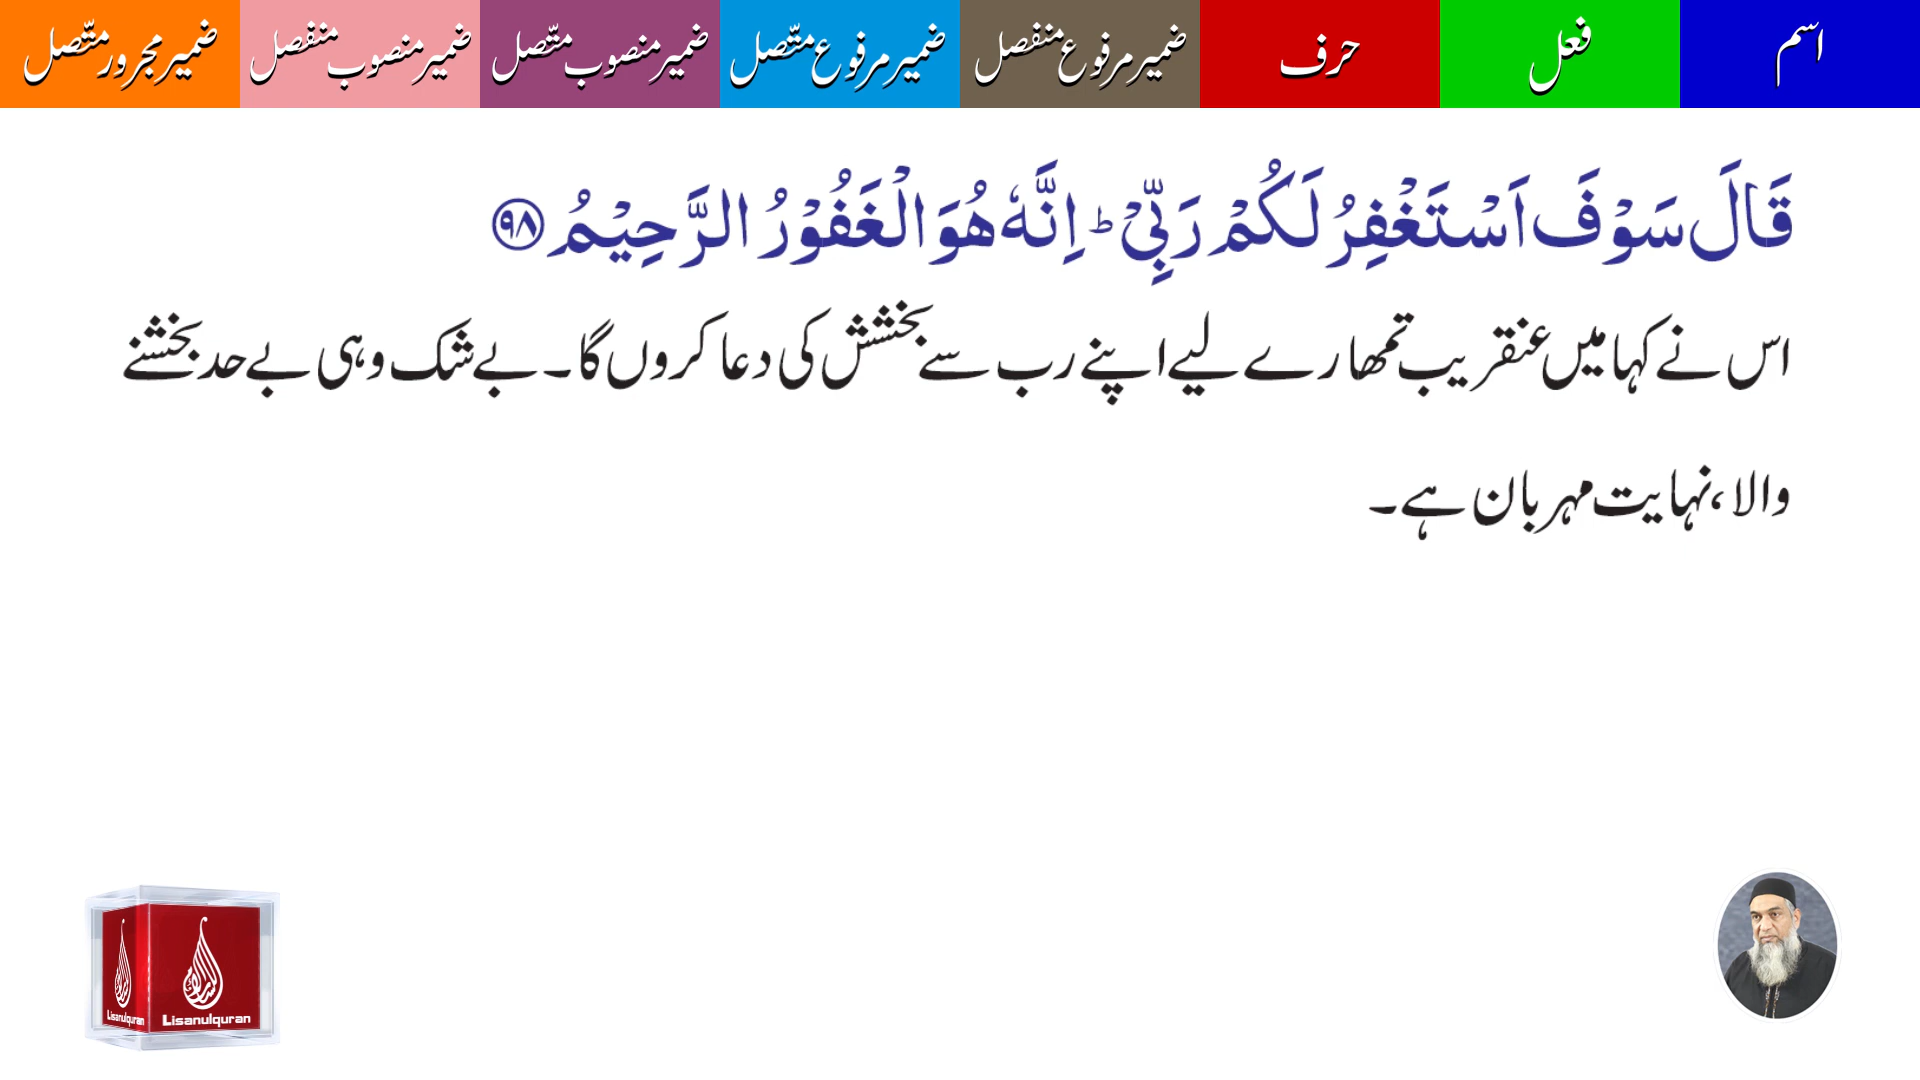 اسم فعل حرف ضمیر مرفوع منفصل ضمیر مرفوع متّصل ضمیر منصوب متّصل ضمیر منصوب منفصل ضمیر مجرور متّصل
قَالَ سَوْفَ اَسْتَغْفِرُ لَكُمْ رَبِّیْ ؕ اِنَّهٗ هُوَ الْغَفُوْرُ الرَّحِیْمُ ﴿۹۸﴾
اس نے کہا میں عنقریب تمھارے لیے اپنے رب سے بخشش کی دعا کروں گا۔ بے شک وہی بے حد بخشنے
والا، نہایت مہربان ہے۔
Lisanulquran Lisanulquran